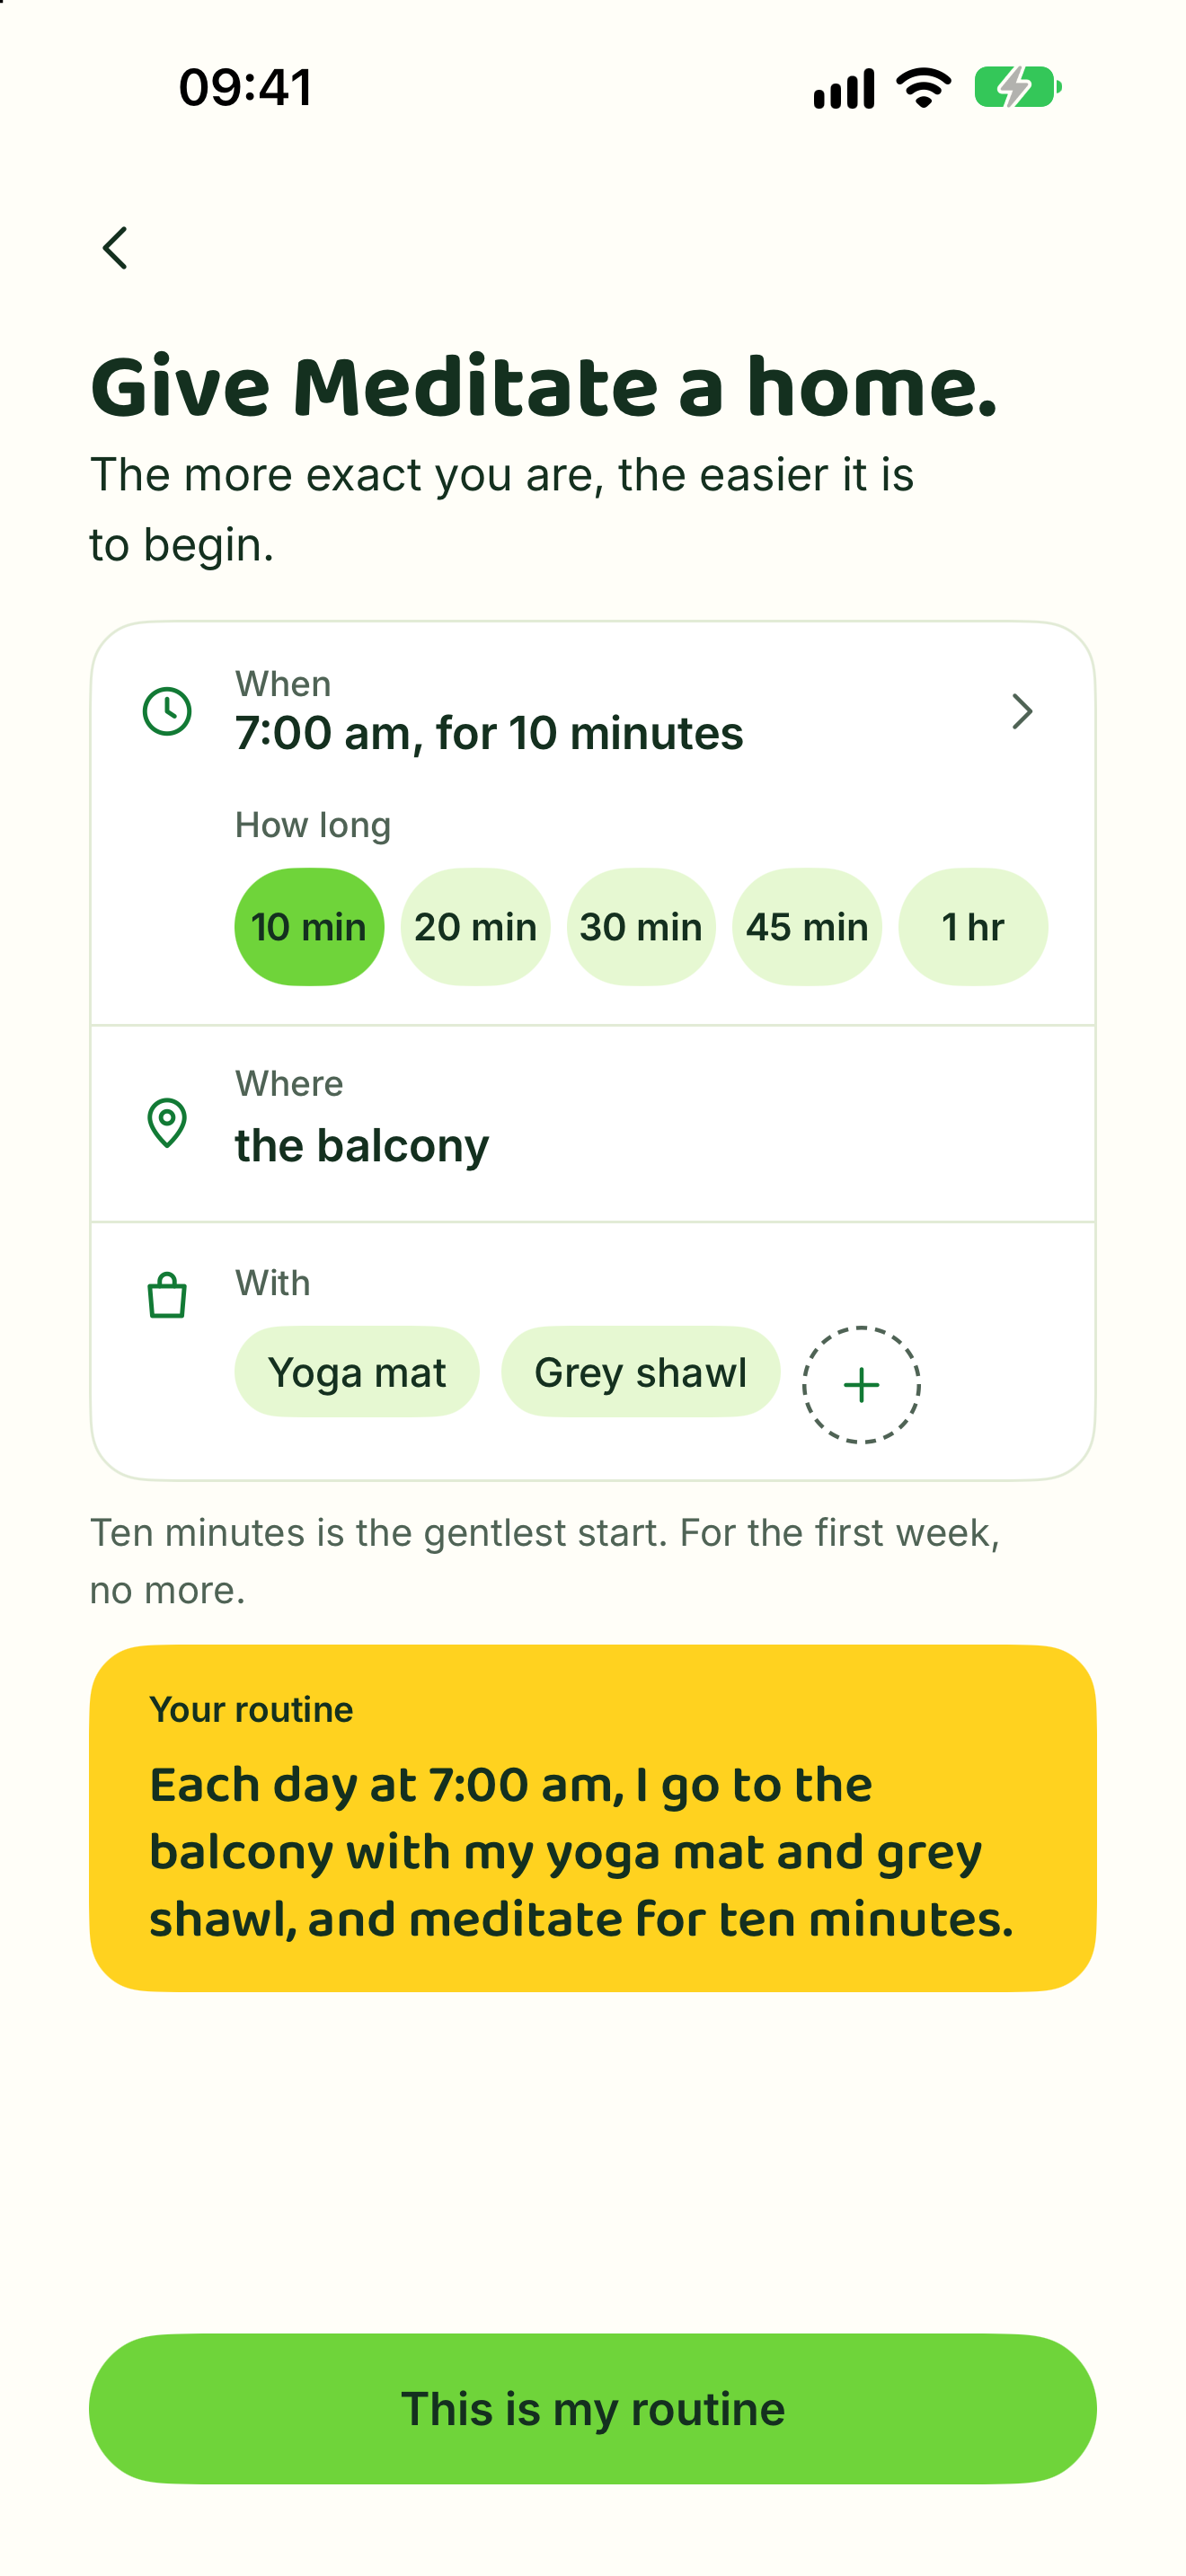 09:41
Give Meditate a home.
The more exact you are, the easier it is
to begin.
When
7:00 am, for 10 minutes
How long
10 min 20 min 30 min 45 min 1 hr
Where
the balcony
With
Yoga mat Grey shawl
Ten minutes is the gentlest start. For the first week,
no more.
Your routine
Each day at 7:00 am, I go to the
balcony with my yoga mat and grey
shawl, and meditate for ten minutes.
This is my routine